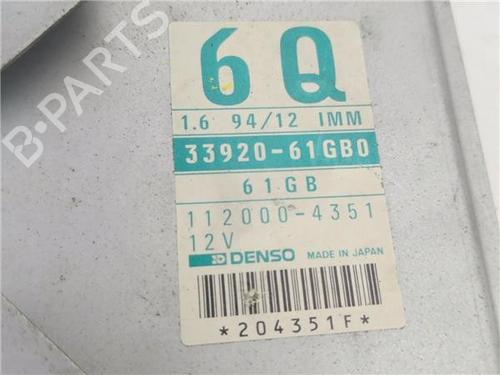 6Q
1.6 94/12 IMM
33920-61GB0
61GB
112000-4351
12V
DENSO MADE IN JAPAN
*204351F*
B-PARTS